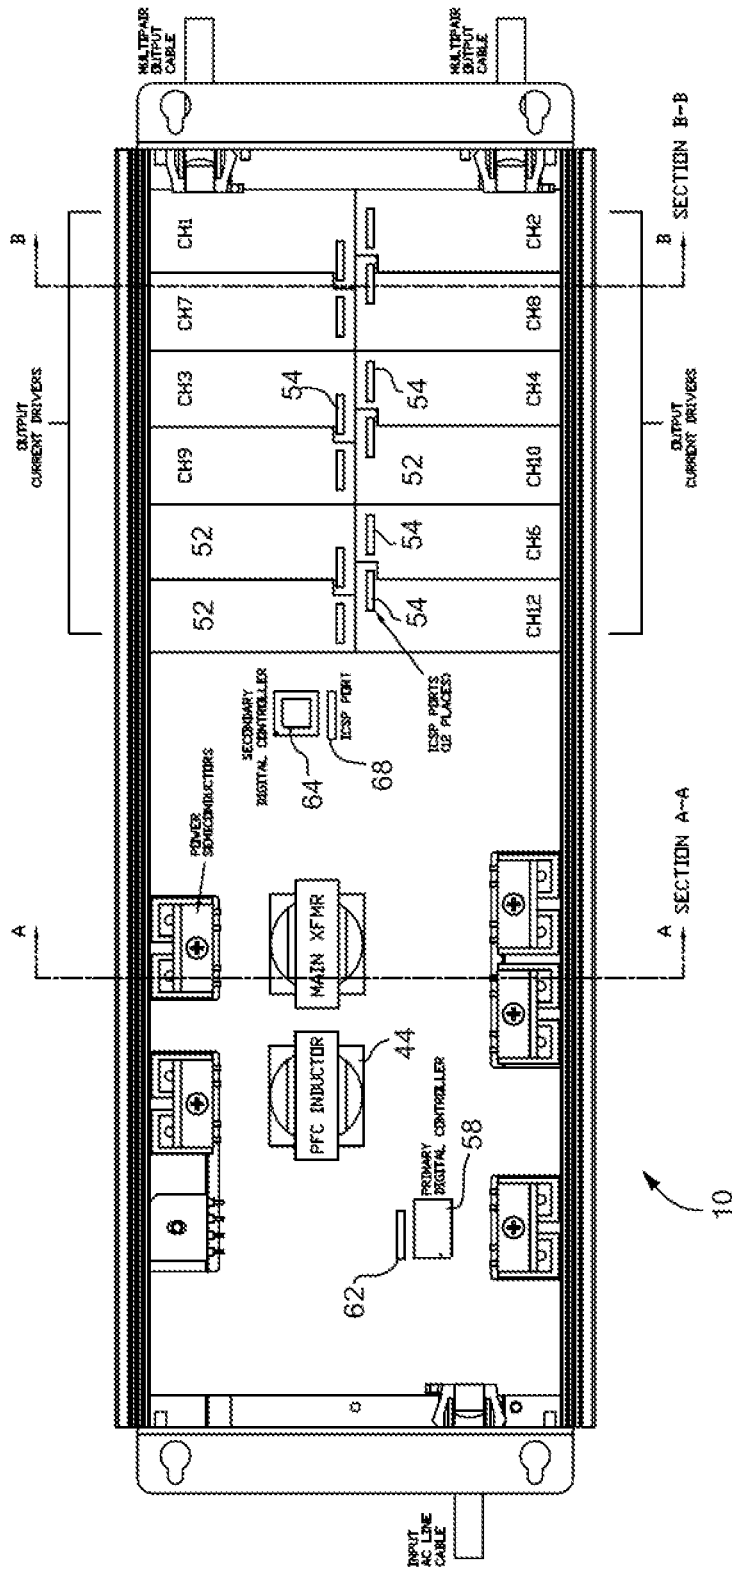 MULTIPAIR
OUTPUT
CABLE
MULTIPAIR
OUTPUT
CABLE
B
B
SECTION B-B
OUTPUT
CURRENT DRIVERS
CH1
CH2
CH7
CH8
CH3
54
54
CH4
CH9
52
CH10
52
54
CH6
52
54
CH12
OUTPUT
CURRENT DRIVERS
SECONDARY
DIGITAL CONTROLLER
64
ICSP PORT
68
ICSP PORTS
(12 PLACES)
POWER
SEMICONDUCTORS
A
A
SECTION A-A
MAIN XFMR
PFC INDUCTOR
44
PRIMARY
DIGITAL CONTROLLER
58
62
10
INPUT
AC LINE
CABLE